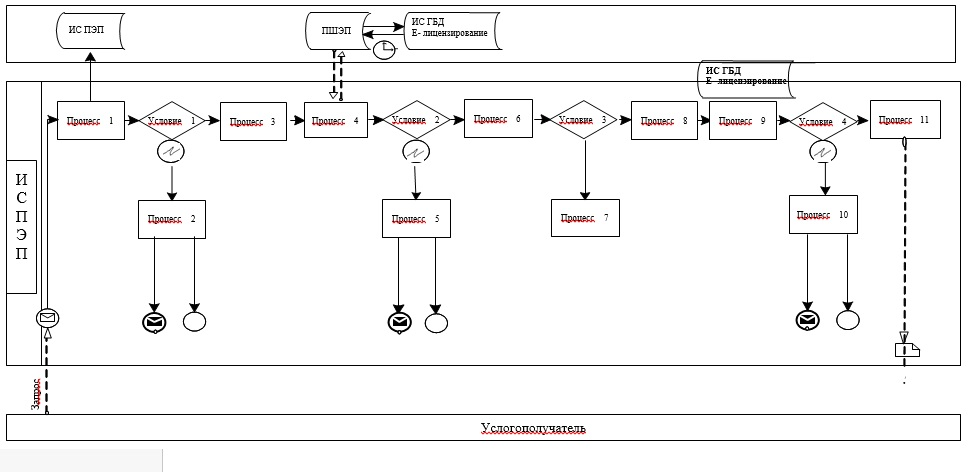 ИС ПЭП
ПШЭП
ИС ГБД
Е- лицензирование
ИС ГБД
Е- лицензирование
Процесс 1
Условие 1
Процесс 3
Процесс 4
Условие 2
Процесс 6
Условие 3
Процесс 8
Процесс 9
Условие 4
Процесс 11
Процесс 2
Процесс 5
Процесс 7
Процесс 10
И
С
П
Э
П
Запрос
Услогополучатель